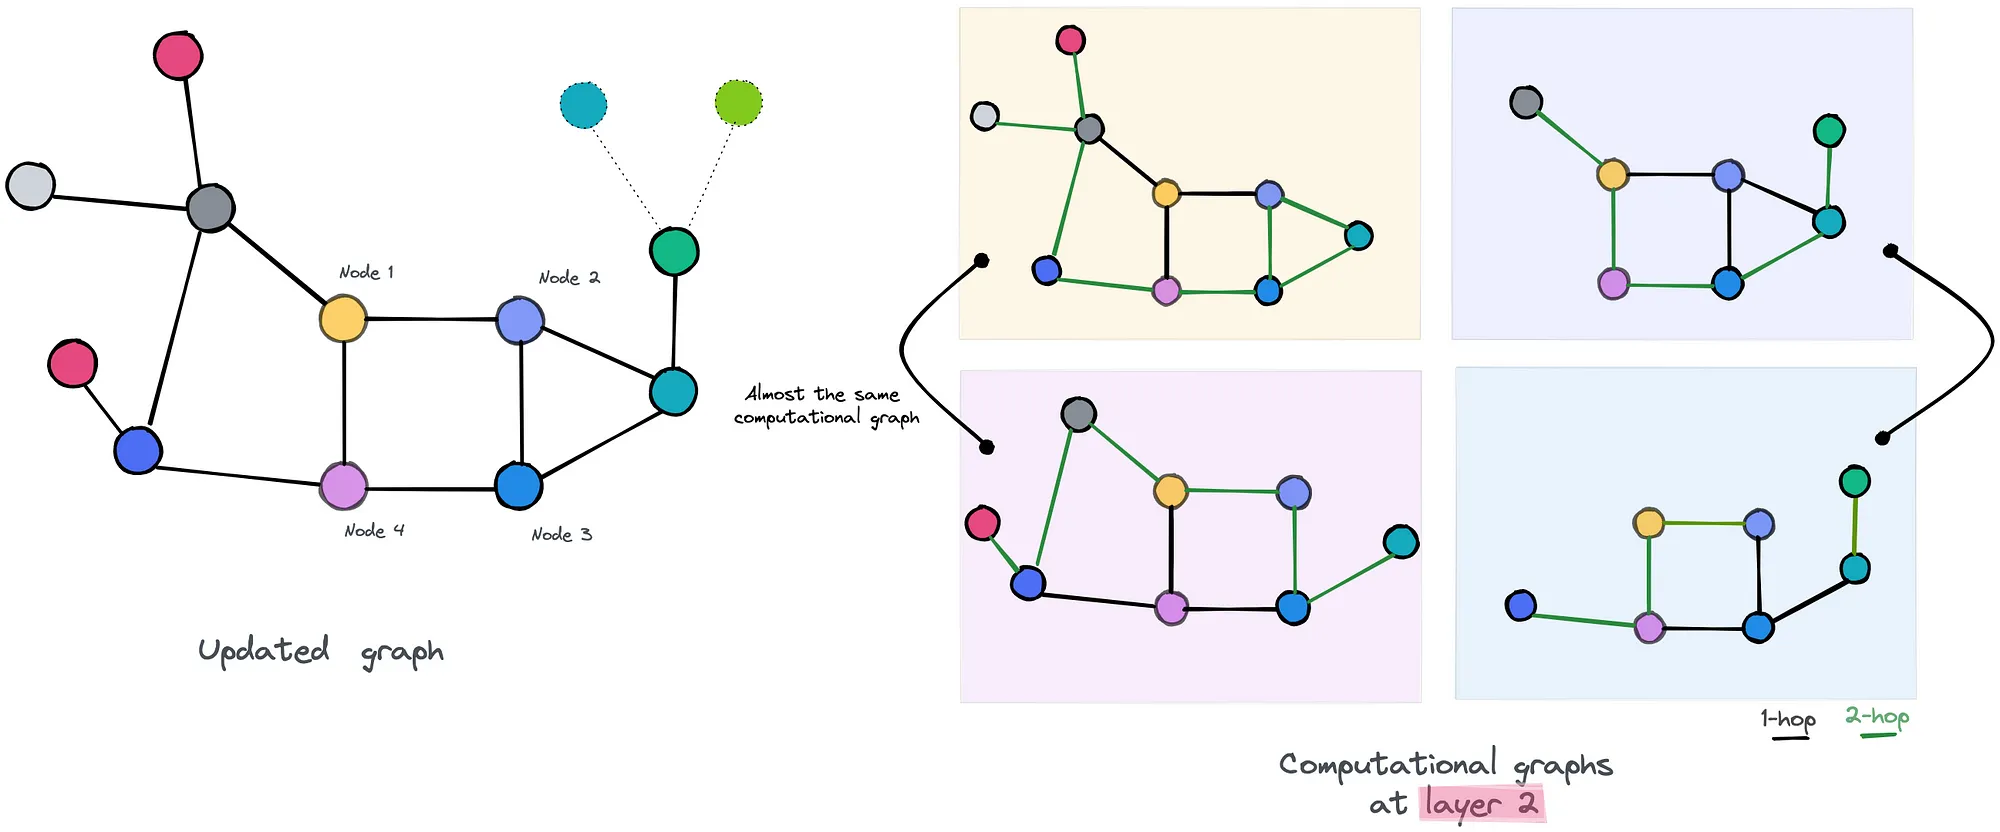 Node 1
Node 2
Node 4
Node 3
Updated graph
Almost the same
computational graph
1-hop 2-hop
Computational graphs
at layer 2